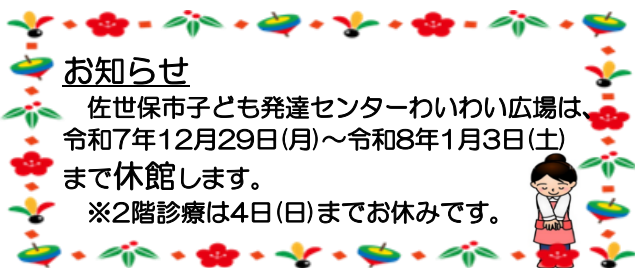 お知らせ
佐世保市子ども発達センターわいわい広場は、
令和7年12月29日(月)～令和8年1月3日(土)
まで休館します。
※2階診療は4日(日)までお休みです。